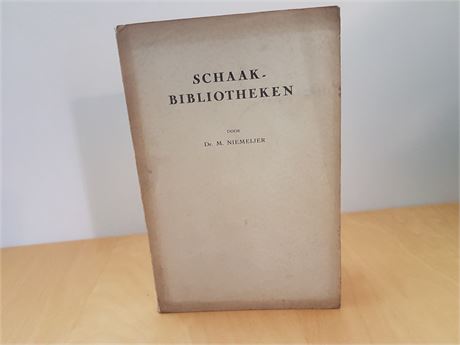 SCHAAK-
BIBLIOTHEKEN
DOOR
Dr. M. NIEMEIJER